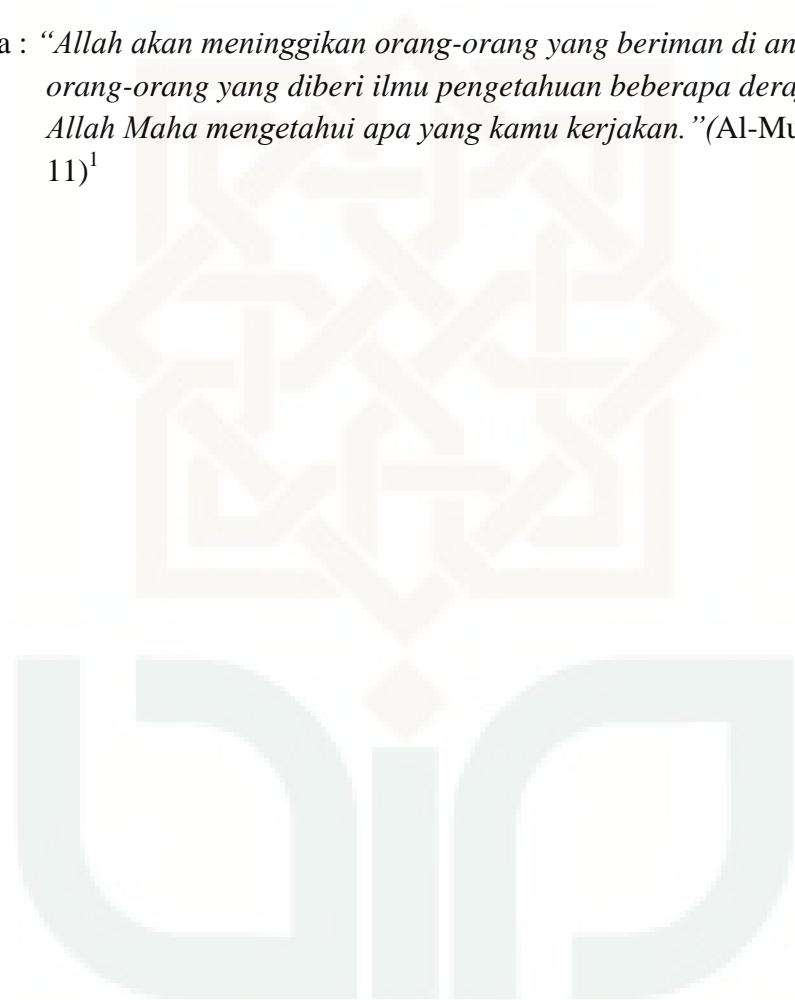 a : “Allah akan meninggikan orang-orang yang beriman di an
orang-orang yang diberi ilmu pengetahuan beberapa dera
Allah Maha mengetahui apa yang kamu kerjakan.”(Al-Mu
11)¹